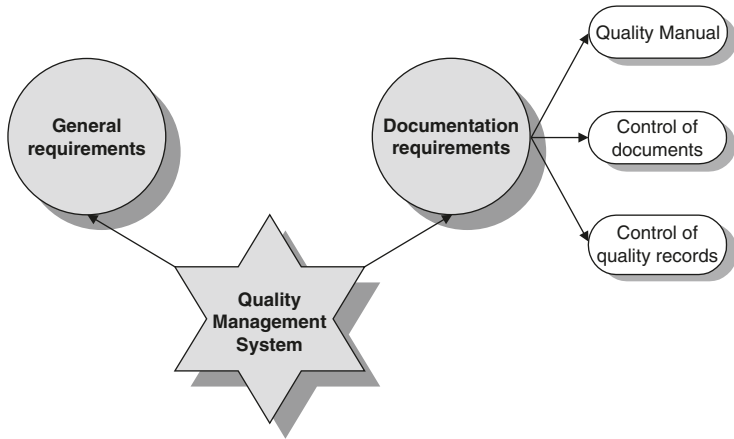 Quality Manual
General
requirements
Documentation
requirements
Control of
documents
Control of
quality records
Quality
Management
System